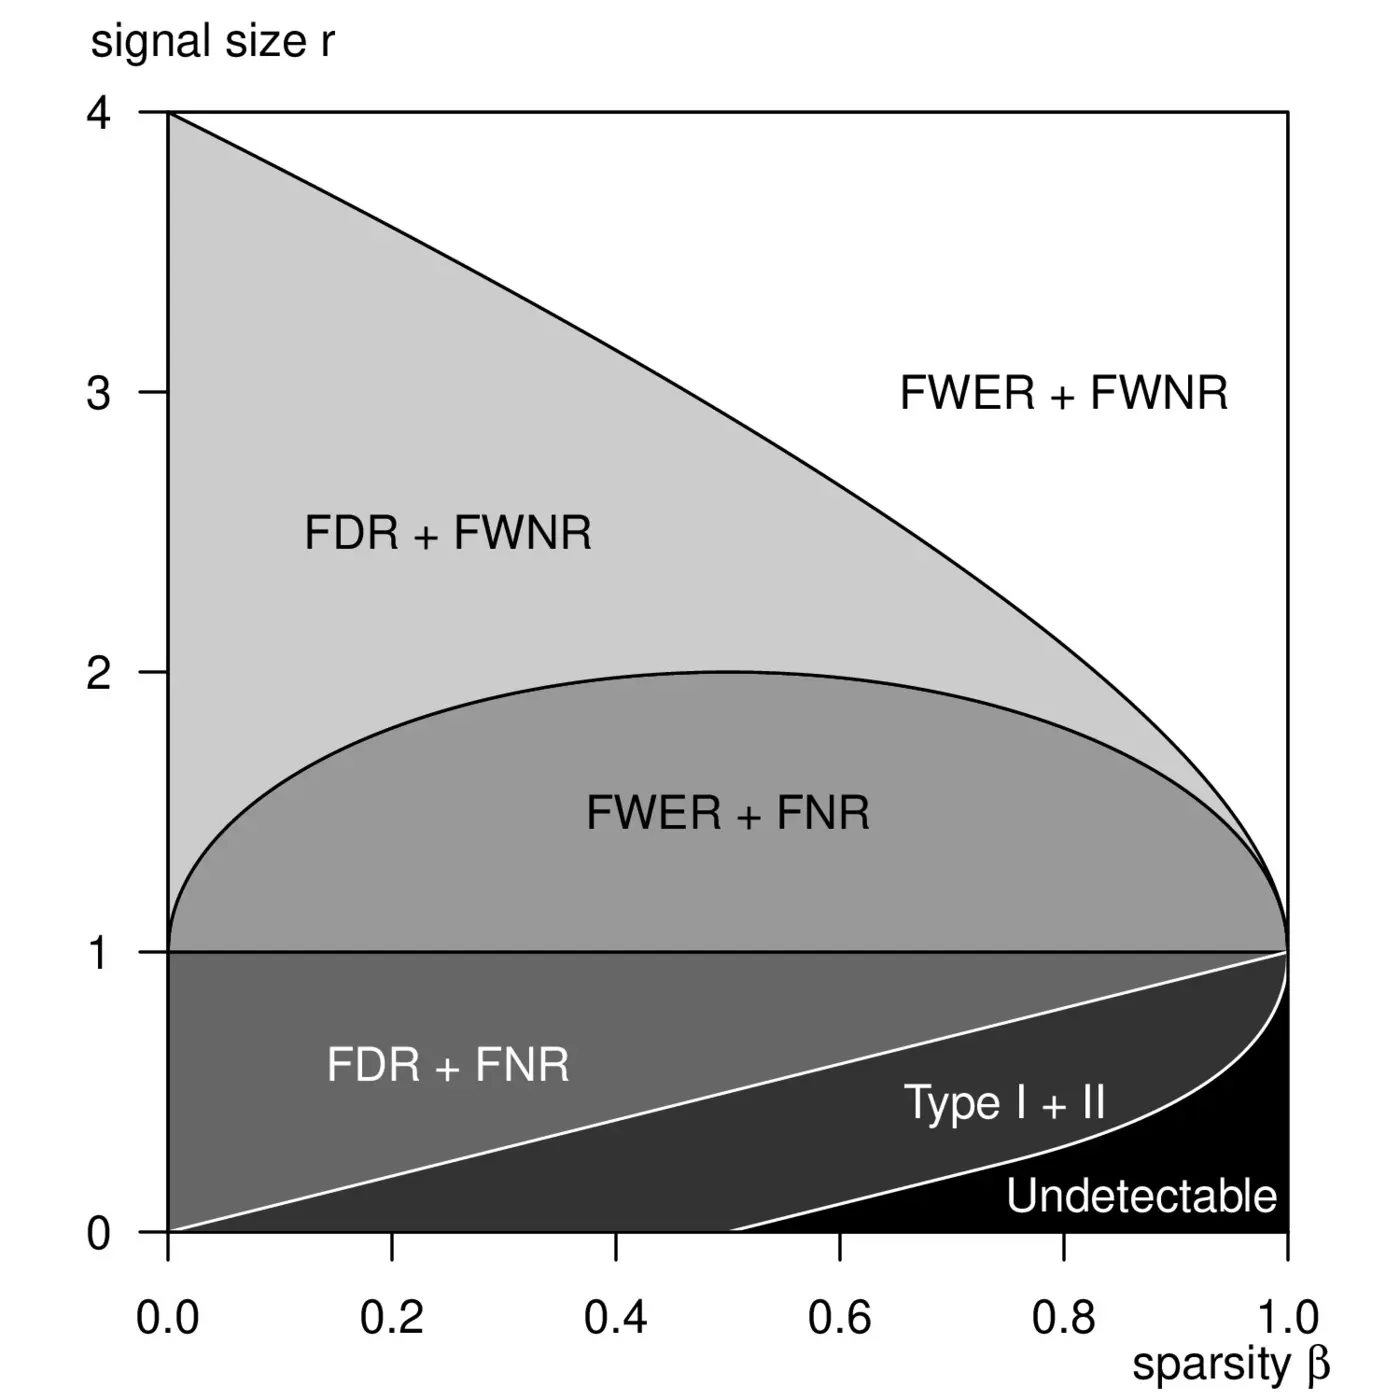 signal size r
4
3
2
1
0
FWER + FWNR
FDR + FWNR
FWER + FNR
FDR + FNR
Type I + II
Undetectable
0.0 0.2 0.4 0.6 0.8 1.0
sparsity β